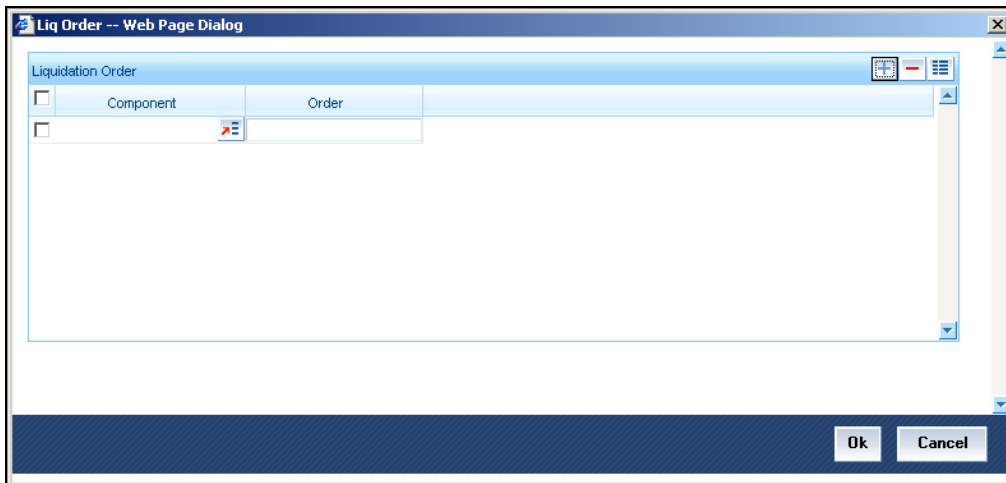 Liq Order -- Web Page Dialog
Liquidation Order
Component Order
Ok Cancel